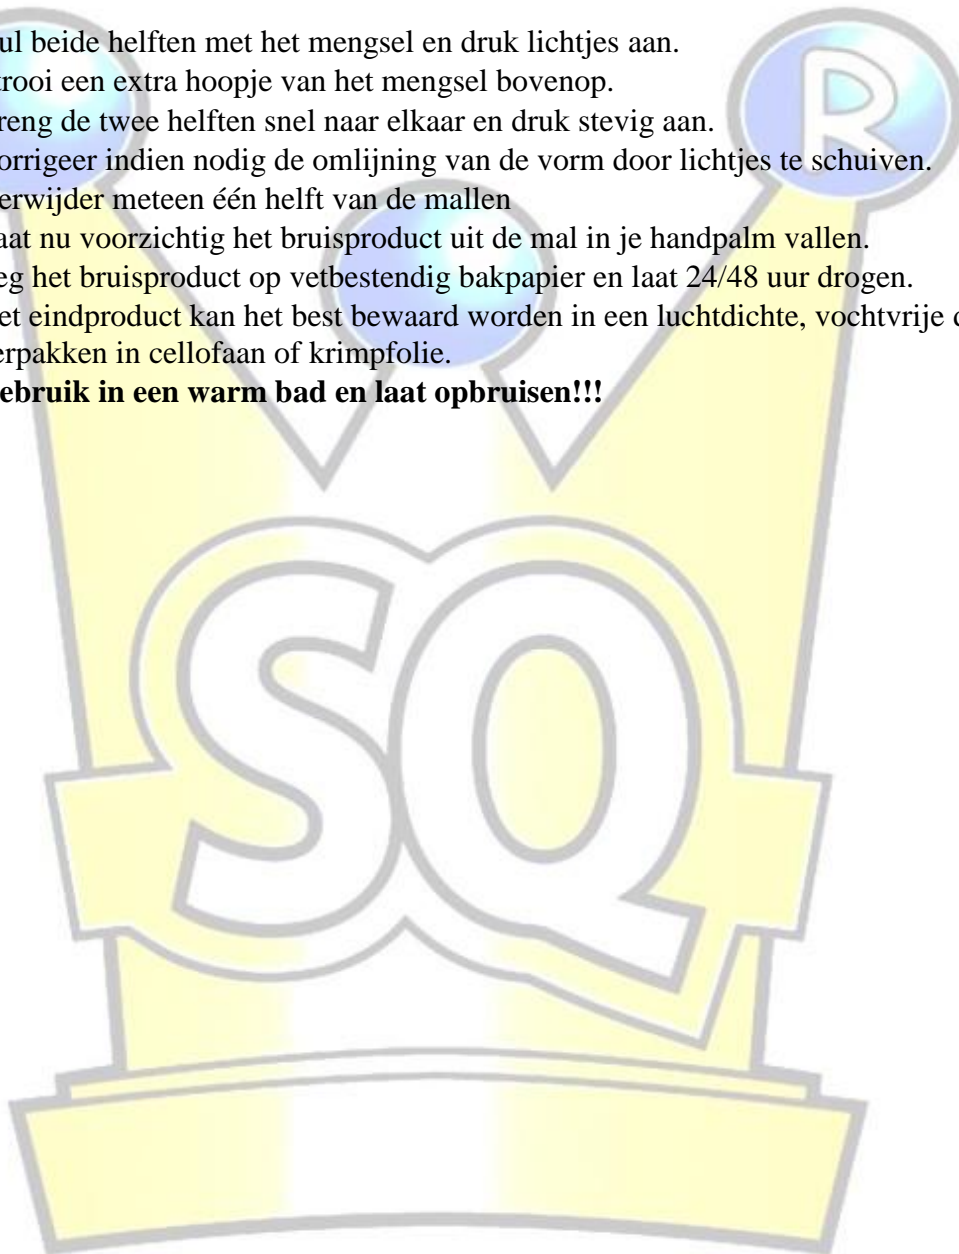 ul beide helften met het mengsel en druk lichtjes aan.
trooi een extra hoopje van het mengsel bovenop.
reng de twee helften snel naar elkaar en druk stevig aan.
orrigeer indien nodig de omlijning van de vorm door lichtjes te schuiven.
erwijder meteen één helft van de mallen
aat nu voorzichtig het bruisproduct uit de mal in je handpalm vallen.
eg het bruisproduct op vetbestendig bakpapier en laat 24/48 uur drogen.
et eindproduct kan het best bewaard worden in een luchtdichte, vochtvrije
erpakken in cellofaan of krimpfolie.
ebruik in een warm bad en laat opbruisen!!!
R
SQ